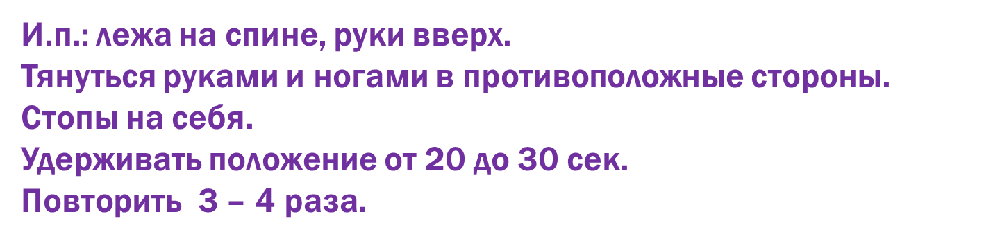 И.п.: лежа на спине, руки вверх.
Тянуться руками и ногами в противоположные стороны.
Стопы на себя.
Удерживать положение от 20 до 30 сек.
Повторить  3 – 4 раза.